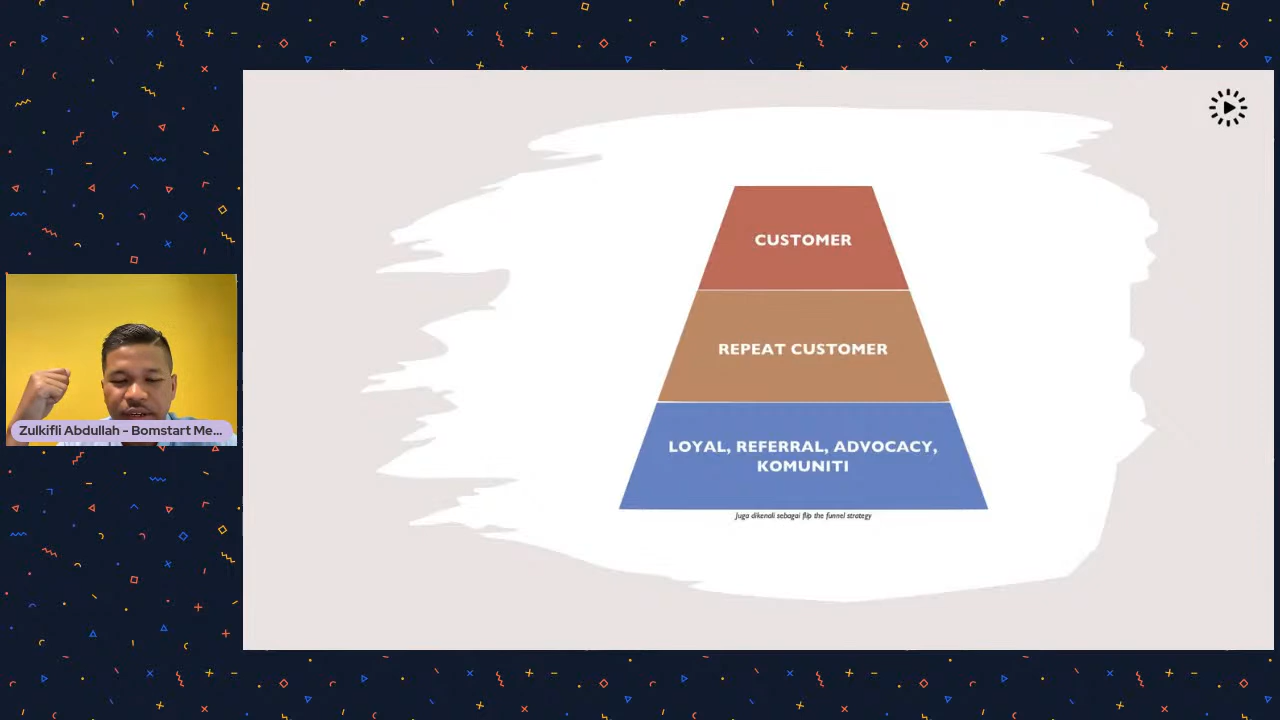 CUSTOMER
REPEAT CUSTOMER
LOYAL, REFERRAL, ADVOCACY,
KOMUNITI
Juga dikenali sebagai flip the funnel strategy
Zulkifli Abdullah - Bomstart Me...